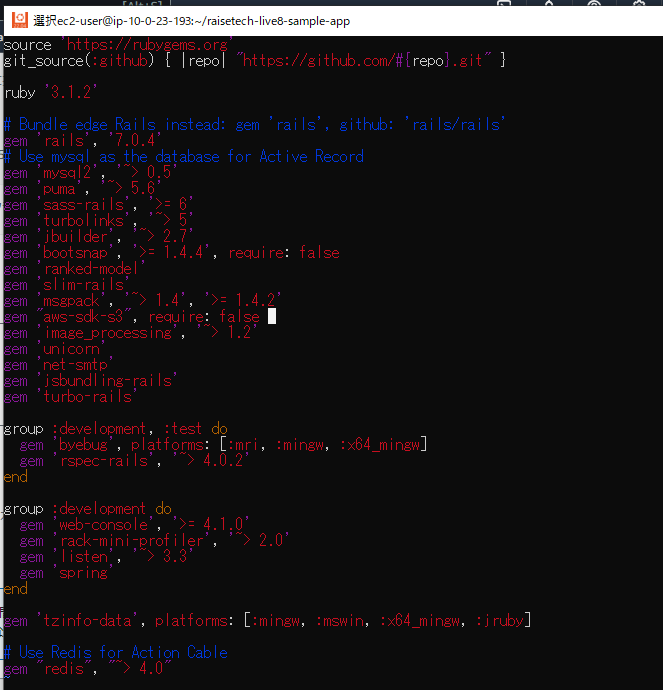 選択ec2-user@ip-10-0-23-193:~/raisetech-live8-sample-app
source 'https://rubygems.org'
git_source(:github) { |repo| "https://github.com/#{repo}.git" }
ruby '3.1.2'
# Bundle edge Rails instead: gem 'rails', github: 'rails/rails'
gem 'rails', '7.0.4'
# Use mysql as the database for Active Record
gem 'mysql2', '~> 0.5'
gem 'puma', '~> 5.6'
gem 'sass-rails', '>= 6'
gem 'turbolinks', '~> 5'
gem 'jbuilder', '~> 2.7'
gem 'bootsnap', '>= 1.4.4', require: false
gem 'ranked-model'
gem 'slim-rails'
gem 'msgpack', '~> 1.4', '>= 1.4.2'
gem "aws-sdk-s3", require: false
gem 'image_processing', '~> 1.2'
gem 'unicorn'
gem 'net-smtp'
gem 'jsbundling-rails'
gem 'turbo-rails'
group :development, :test do
  gem 'byebug', platforms: [:mri, :mingw, :x64_mingw]
  gem 'rspec-rails', '~> 4.0.2'
end
group :development do
  gem 'web-console', '>= 4.1.0'
  gem 'rack-mini-profiler', '~> 2.0'
  gem 'listen', '~> 3.3'
  gem 'spring'
end
gem 'tzinfo-data', platforms: [:mingw, :mswin, :x64_mingw, :jruby]
# Use Redis for Action Cable
gem "redis", "~> 4.0"
~